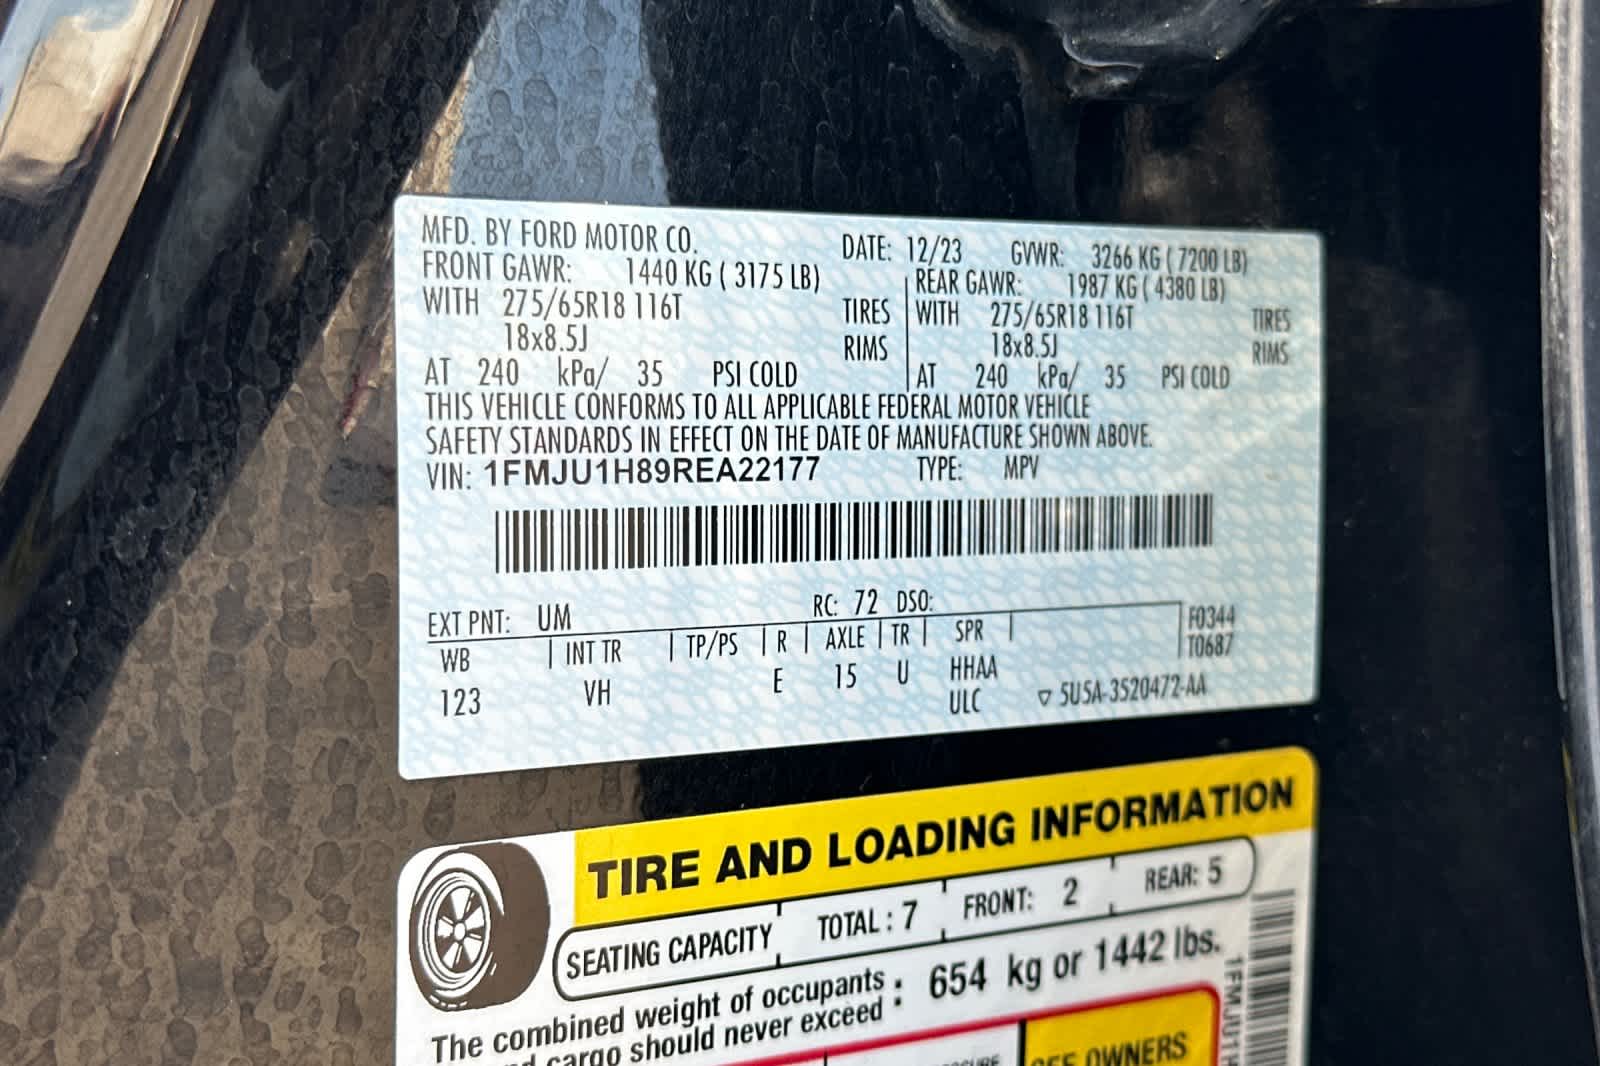 MFD. BY FORD MOTOR CO. DATE: 12/23 GVWR: 3266 KG ( 7200 LB)
FRONT GAWR: 1440 KG ( 3175 LB) REAR GAWR: 1987 KG ( 4380 LB)
WITH 275/65R18 116T TIRES WITH 275/65R18 116T TIRES
18x8.5J RIMS 18x8.5J RIMS
AT 240 kPa/ 35 PSI COLD AT 240 kPa/ 35 PSI COLD
THIS VEHICLE CONFORMS TO ALL APPLICABLE FEDERAL MOTOR VEHICLE
SAFETY STANDARDS IN EFFECT ON THE DATE OF MANUFACTURE SHOWN ABOVE.
VIN: 1FMJU1H89REA22177 TYPE: MPV
EXT PNT: UM RC: 72 DSO:
WB INT TR TP/PS R AXLE TR SPR F0344
T0687
123 VH E 15 U HHAA
ULC ▽ 5U5A-3520472-AA
TIRE AND LOADING INFORMATION
SEATING CAPACITY TOTAL : 7 FRONT: 2 REAR: 5
The combined weight of occupants : 654 kg or 1442 lbs.
cargo should never exceed
OWNERS
1FMJU1H